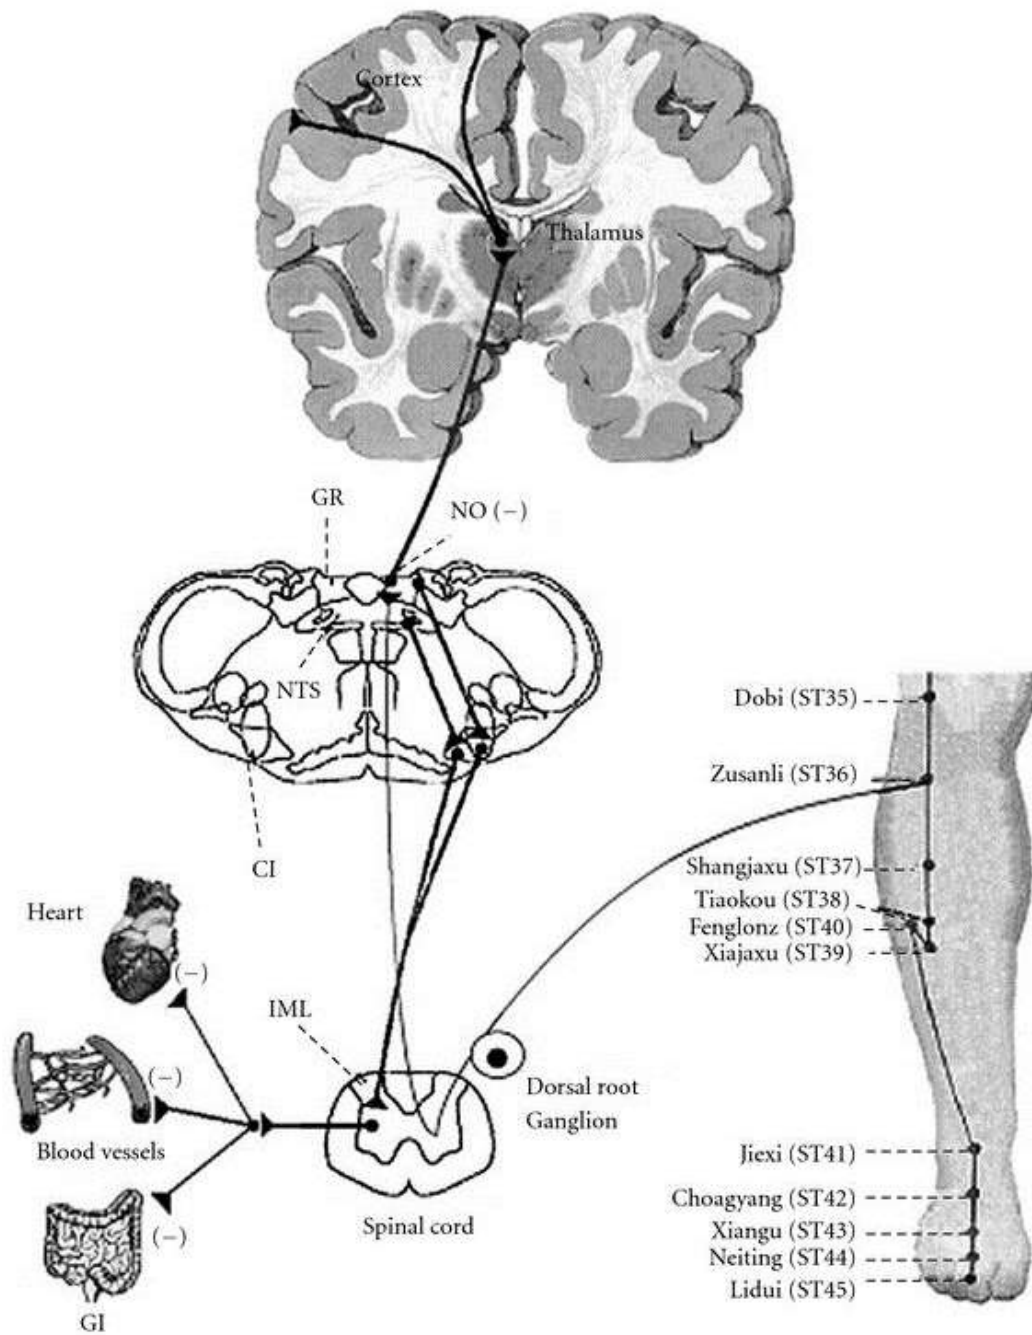 Cortex
Thalamus
GR
NO (−)
NTS
CI
Dobi (ST35)
Zusanli (ST36)
Shangjaxu (ST37)
Tiaokou (ST38)
Fenglonz (ST40)
Xiajaxu (ST39)
Heart
(−)
IML
(−)
Blood vessels
Dorsal root
Ganglion
Jiexi (ST41)
Choagyang (ST42)
Xiangu (ST43)
Neiting (ST44)
Lidui (ST45)
(−)
Spinal cord
GI